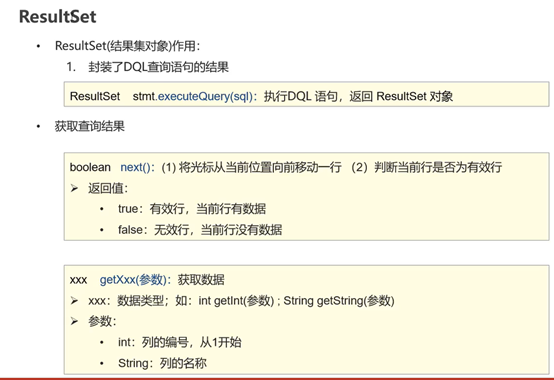 ResultSet
• ResultSet(结果集对象)作用：
1. 封装了DQL查询语句的结果
ResultSet stmt.executeQuery(sql)：执行DQL 语句，返回 ResultSet 对象
• 获取查询结果
boolean next()：(1) 将光标从当前位置向前移动一行 （2）判断当前行是否为有效行
➢ 返回值：
• true：有效行，当前行有数据
• false：无效行，当前行没有数据
xxx getXxx(参数)：获取数据
➢ xxx：数据类型；如：int getInt(参数) ; String getString(参数)
➢ 参数：
• int：列的编号，从1开始
• String：列的名称